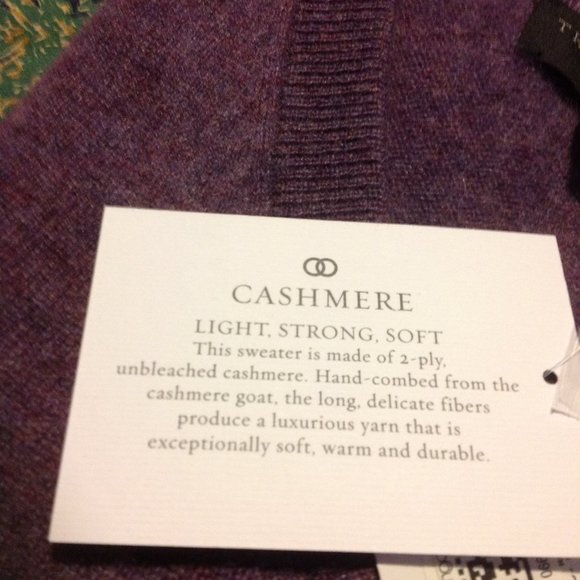 CASHMERE
LIGHT, STRONG, SOFT
This sweater is made of 2-ply,
unbleached cashmere. Hand-combed from the
cashmere goat, the long, delicate fibers
produce a luxurious yarn that is
exceptionally soft, warm and durable.